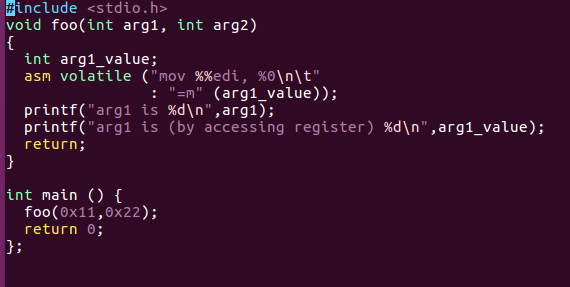 #include <stdio.h>
void foo(int arg1, int arg2)
{
  int arg1_value;
  asm volatile ("mov %%edi, %0\n\t"
                 : "=m" (arg1_value));
  printf("arg1 is %d\n",arg1);
  printf("arg1 is (by accessing register) %d\n",arg1_value);
  return;
}

int main () {
  foo(0x11,0x22);
  return 0;
};